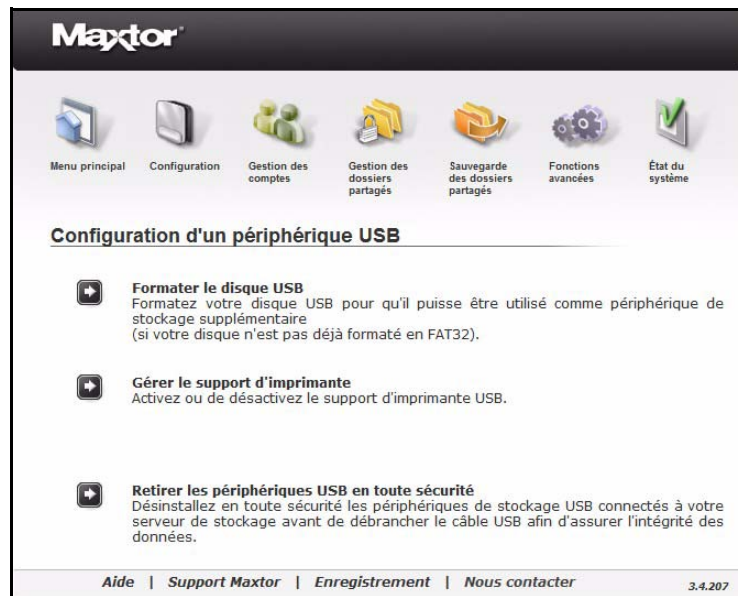 Maxtor
Menu principal
Configuration
Gestion des
comptes
Gestion des
dossiers
partagés
Sauvegarde
des dossiers
partagés
Fonctions
avancées
État du
système
Configuration d'un périphérique USB
Formater le disque USB
Formatez votre disque USB pour qu'il puisse être utilisé comme périphérique de
stockage supplémentaire
(si votre disque n'est pas déjà formaté en FAT32).
Gérer le support d'imprimante
Activez ou de désactivez le support d'imprimante USB.
Retirer les périphériques USB en toute sécurité
Désinstallez en toute sécurité les périphériques de stockage USB connectés à votre
serveur de stockage avant de débrancher le câble USB afin d'assurer l'intégrité des
données.
Aide | Support Maxtor | Enregistrement | Nous contacter
3.4.207